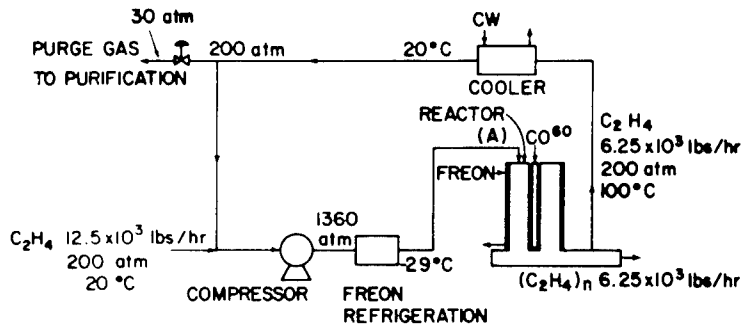 30 atm
PURGE GAS
TO PURIFICATION
200 atm
20°C
CW
COOLER
REACTOR
(A)
CO⁶⁰
FREON
C₂H₄
6.25x10³ lbs/hr
200 atm
100°C
C₂H₄ 12.5x10³ lbs/hr
200 atm
20°C
1360
atm
-29°C
COMPRESSOR
FREON
REFRIGERATION
(C₂H₄)n 6.25x10³ lbs/hr